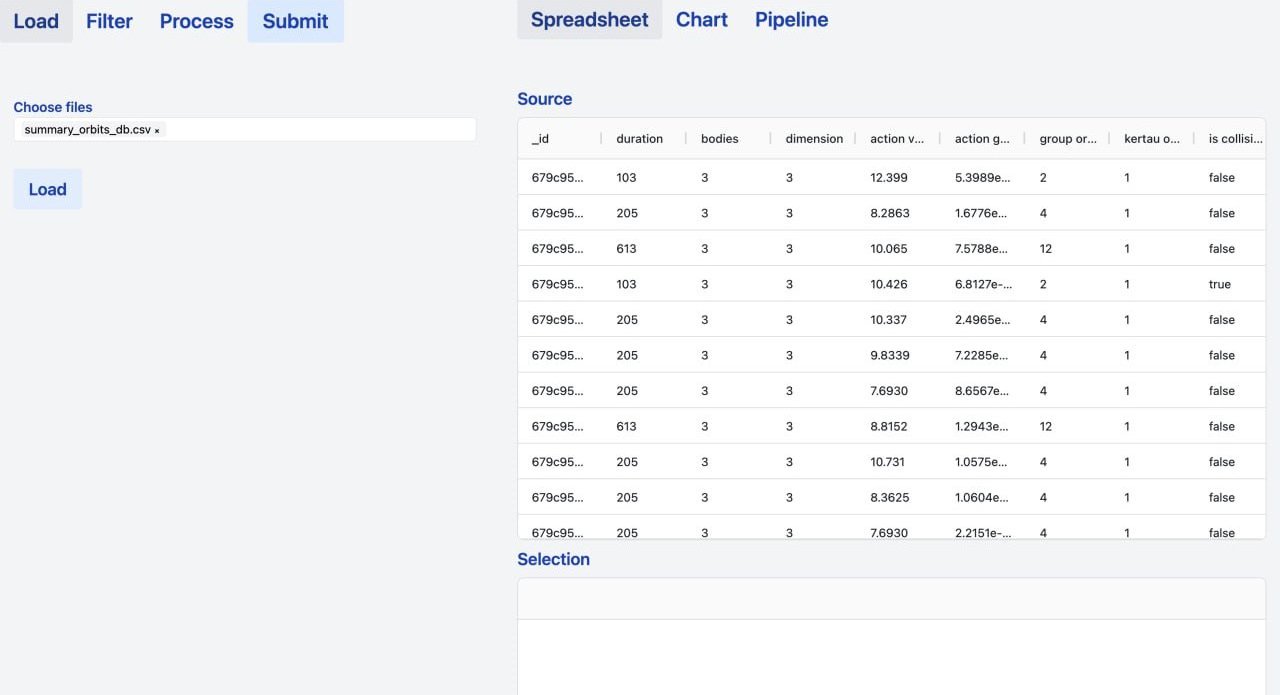 Load Filter Process Submit Spreadsheet Chart Pipeline
Choose files
summary_orbits_db.csv ×
Load
Source
_id duration bodies dimension action v... action g... group or... kertau o... is collisi...
679c95... 103 3 3 12.399 5.3989e... 2 1 false
679c95... 205 3 3 8.2863 1.6776e... 4 1 false
679c95... 613 3 3 10.065 7.5788e... 12 1 false
679c95... 103 3 3 10.426 6.8127e-... 2 1 true
679c95... 205 3 3 10.337 2.4965e... 4 1 false
679c95... 205 3 3 9.8339 7.2285e... 4 1 false
679c95... 205 3 3 7.6930 8.6567e... 4 1 false
679c95... 613 3 3 8.8152 1.2943e... 12 1 false
679c95... 205 3 3 10.731 1.0575e... 4 1 false
679c95... 205 3 3 8.3625 1.0604e... 4 1 false
679c95... 205 3 3 7.6930 2.2151e-... 4 1 false
Selection